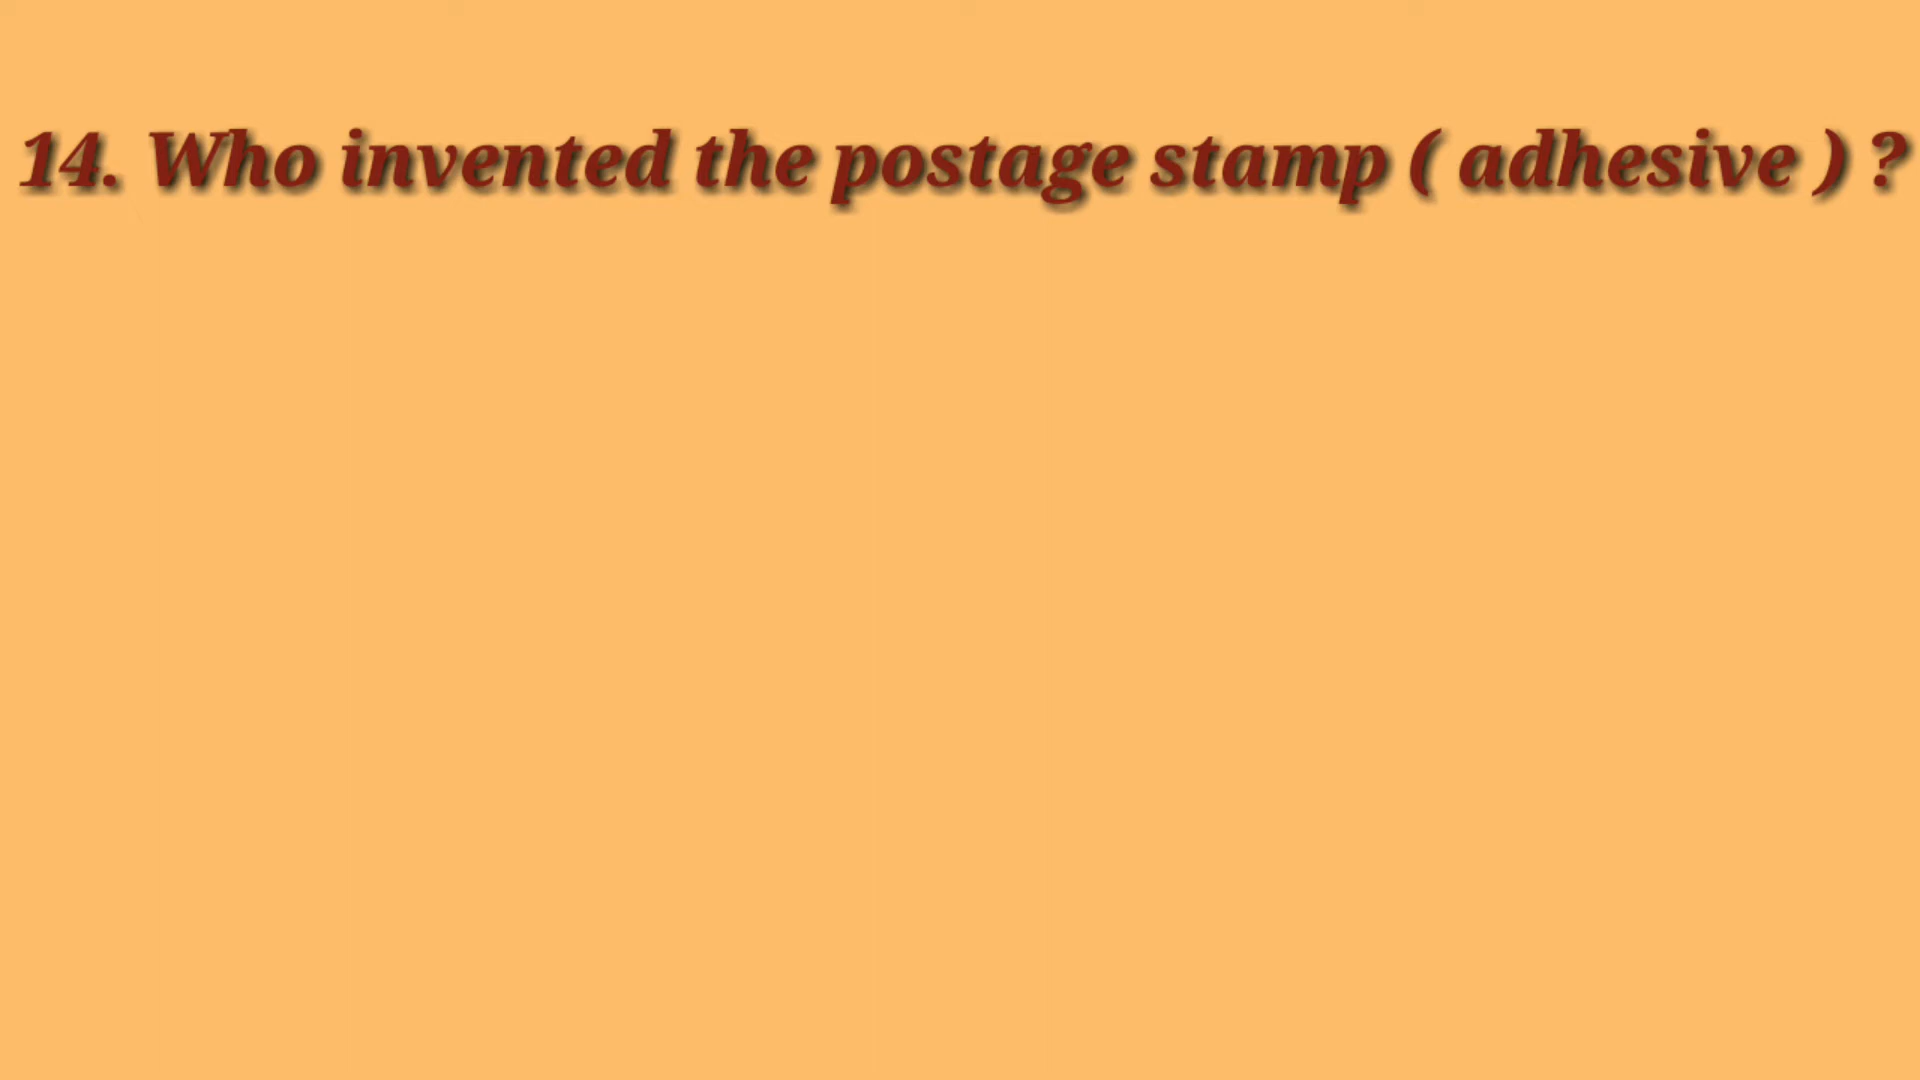 14. Who invented the postage stamp ( adhesive ) ?